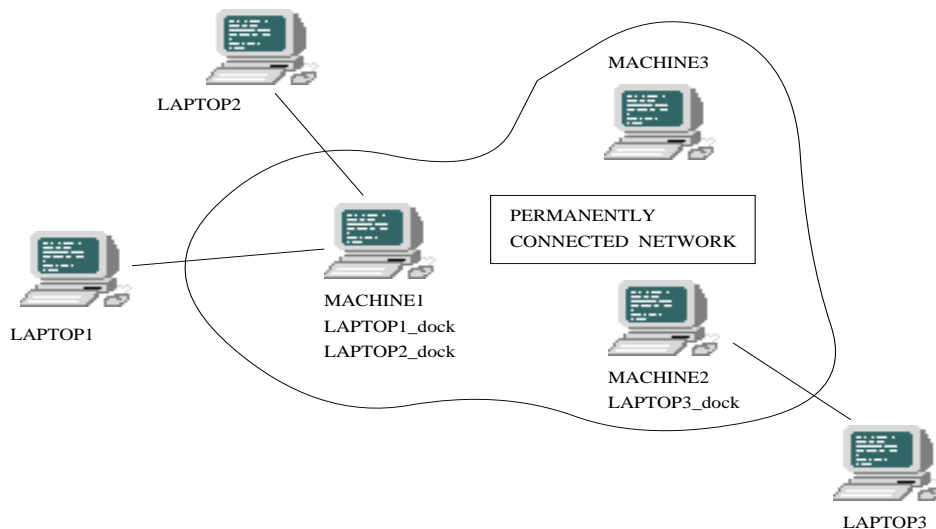 MACHINE3
LAPTOP2
PERMANENTLY
CONNECTED NETWORK
MACHINE1
LAPTOP1_dock
LAPTOP2_dock
LAPTOP1
MACHINE2
LAPTOP3_dock
LAPTOP3